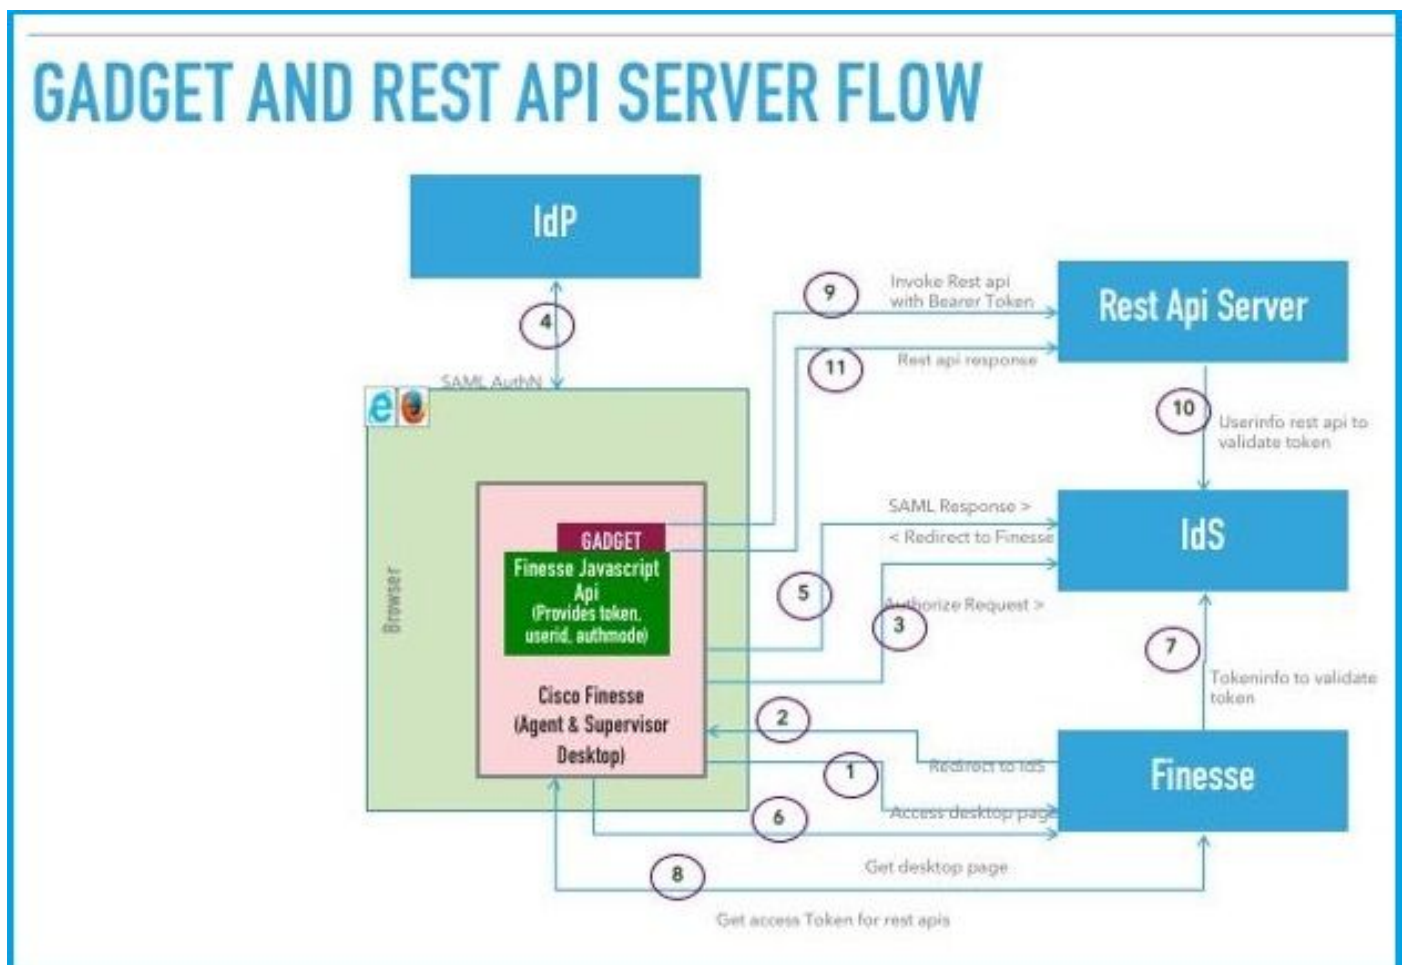 GADGET AND REST API SERVER FLOW
IdP
4
SAML AuthN
9
Invoke Rest api
with Bearer Token
Rest Api Server
11
Rest api response
10
Userinfo rest api to
validate token
Browser
GADGET
Finesse Javascript
Api
(Provides token,
userid, authmode)
Cisco Finesse
(Agent & Supervisor
Desktop)
SAML Response >
< Redirect to Finesse
IdS
5
Authorize Request >
3
7
Tokeninfo to validate
token
2
Redirect to IdS
1
Access desktop page
Finesse
6
Get desktop page
8
Get access Token for rest apis